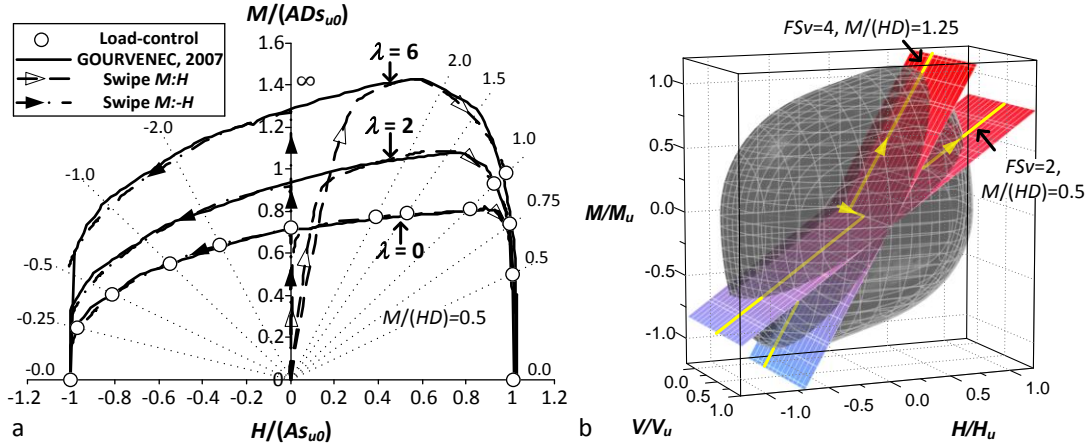 M/(ADs_u0)
Load-control
GOURVENEC, 2007
Swipe M:H
Swipe M:-H
1.6
1.4
1.2
1
0.8
0.6
0.4
0.2
0
∞
λ = 6
λ = 2
λ = 0
2.0
1.5
1.0
0.75
0.5
0.0
-2.0
-1.0
-0.5
-0.25
-0.0
M/(HD)=0.5
-1.2 -1 -0.8 -0.6 -0.4 -0.2 0 0.2 0.4 0.6 0.8 1 1.2
H/(As_u0)
a
FSv=4, M/(HD)=1.25
FSv=2,
M/(HD)=0.5
1.0
0.5
M/M_u
0.0
-0.5
-1.0
0.0
0.5
1.0
V/V_u
-1.0
-0.5
0.0
0.5
1.0
H/H_u
b